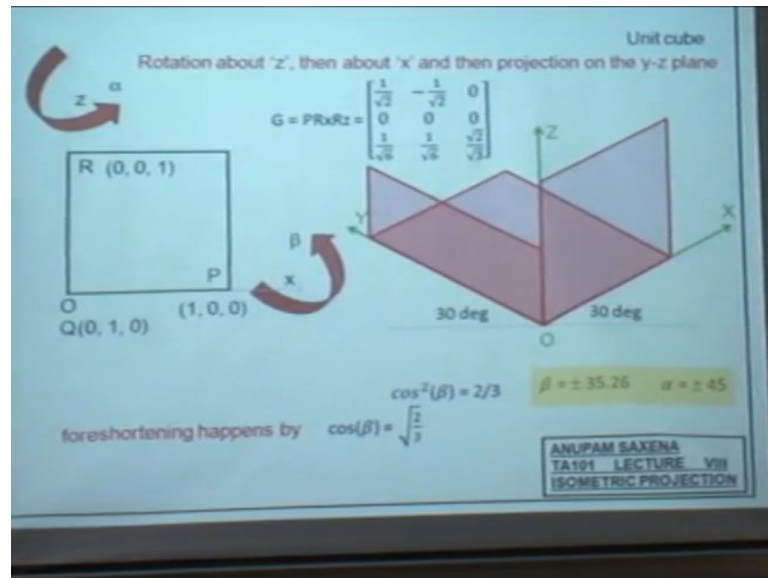 Unit cube
Rotation about ‘z’, then about ‘x’ and then projection on the y-z plane
α
z
G = PRxRz = [1/√2 -1/√2 0
0 0 0
1/√6 1/√6 √2/√3]
Z
R (0, 0, 1)
Y
X
β
P
x
O
(1, 0, 0)
Q(0, 1, 0)
30 deg
30 deg
O
cos²(β) = 2/3
β = ± 35.26 α = ± 45
foreshortening happens by cos(β) = √2/3
ANUPAM SAXENA
TA101 LECTURE VIII
ISOMETRIC PROJECTION